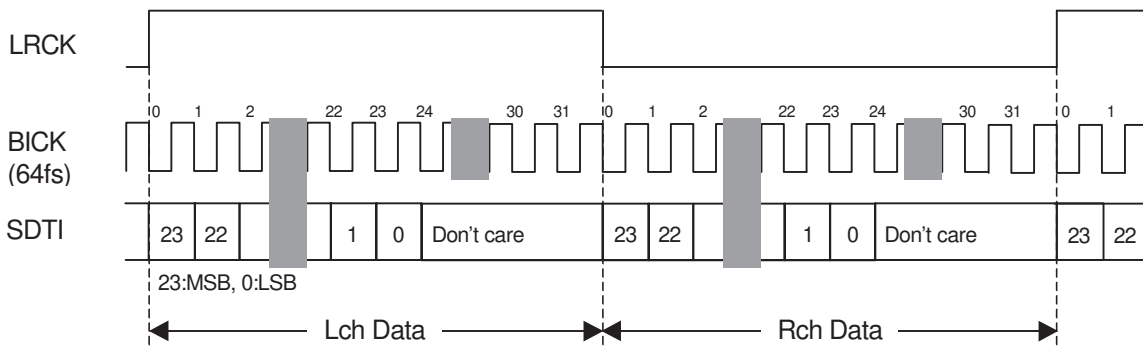 LRCK
0 1 2 22 23 24 30 31 0 1 2 22 23 24 30 31 0 1
BICK
(64fs)
SDTI 23 22 1 0 Don't care 23 22 1 0 Don't care 23 22
23:MSB, 0:LSB
Lch Data Rch Data